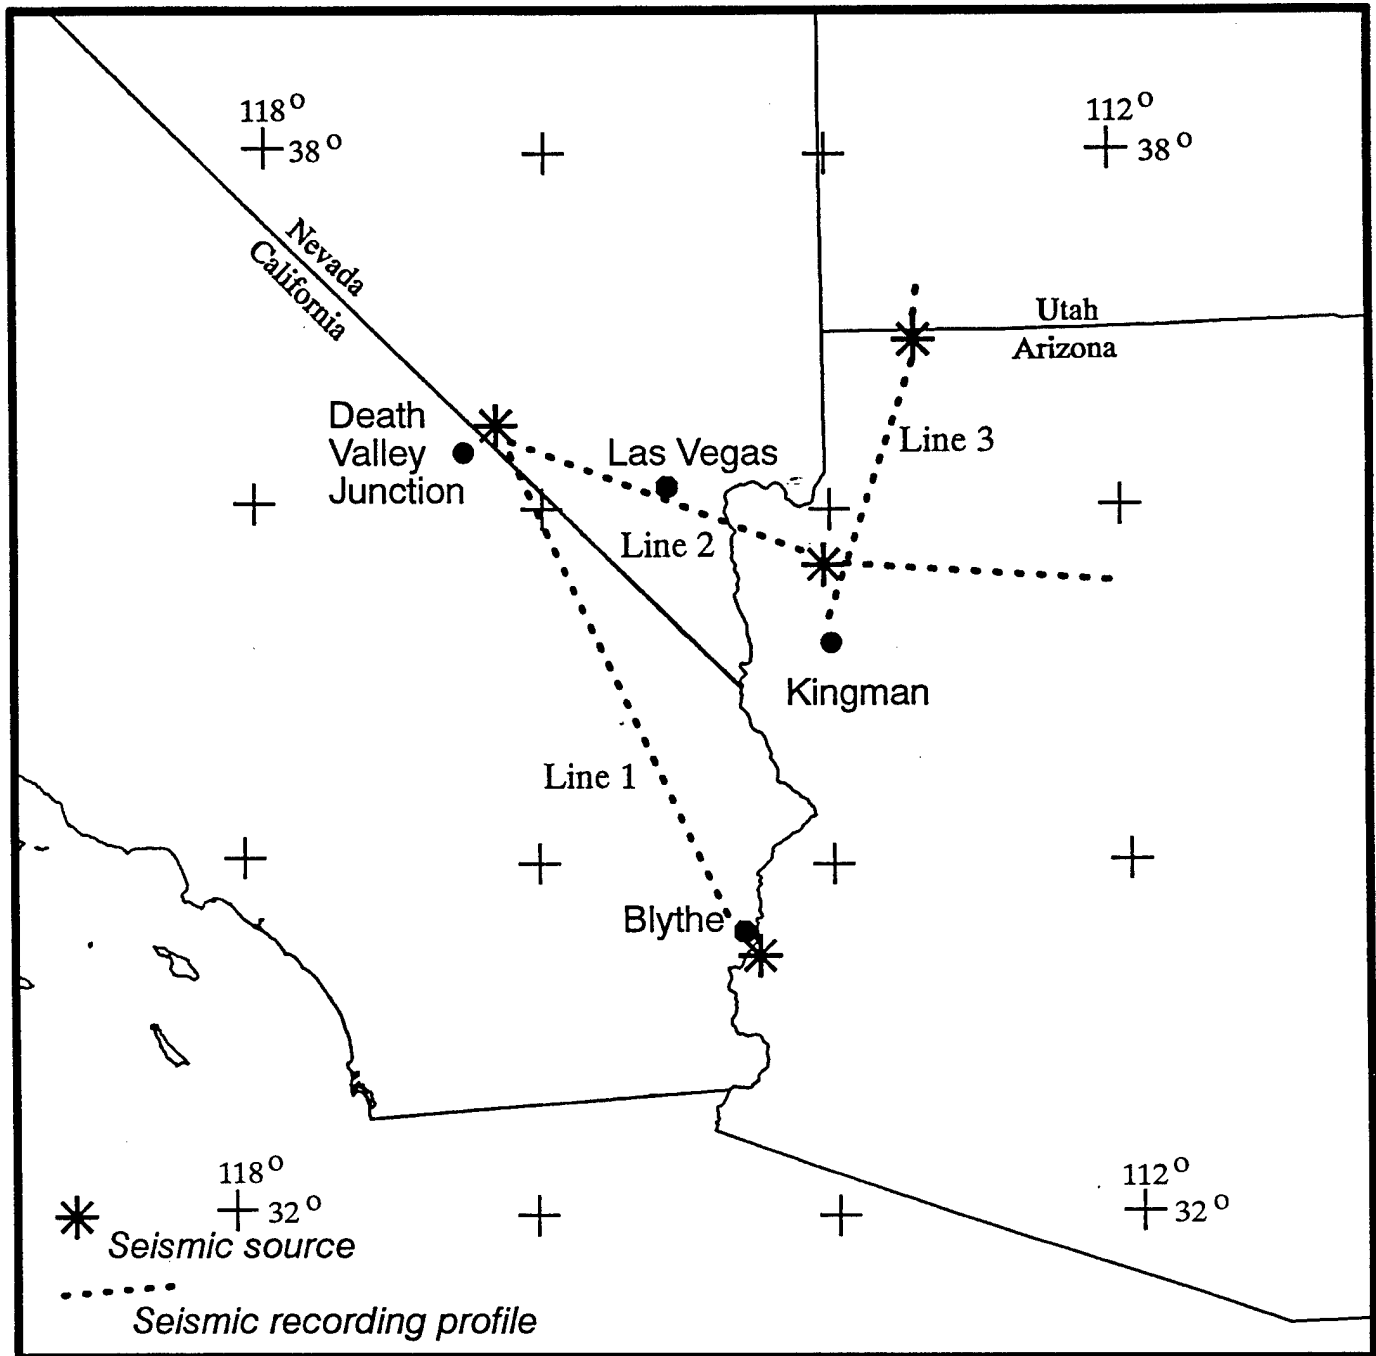 118°
38°
112°
38°
Nevada
California
Utah
Arizona
Death
Valley
Junction
Las Vegas
Line 3
Line 2
Kingman
Line 1
Blythe
118°
32°
112°
32°
Seismic source
Seismic recording profile